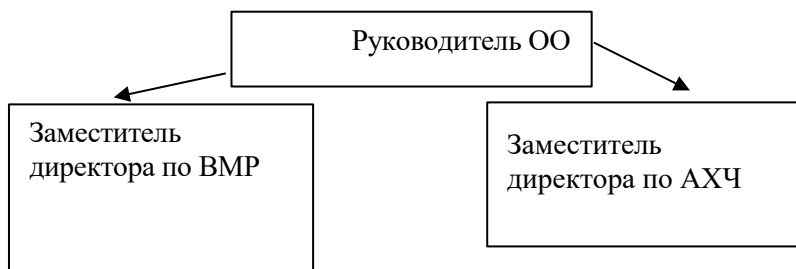 Руководитель ОО
Заместитель
директора по ВМР
Заместитель
директора по АХЧ